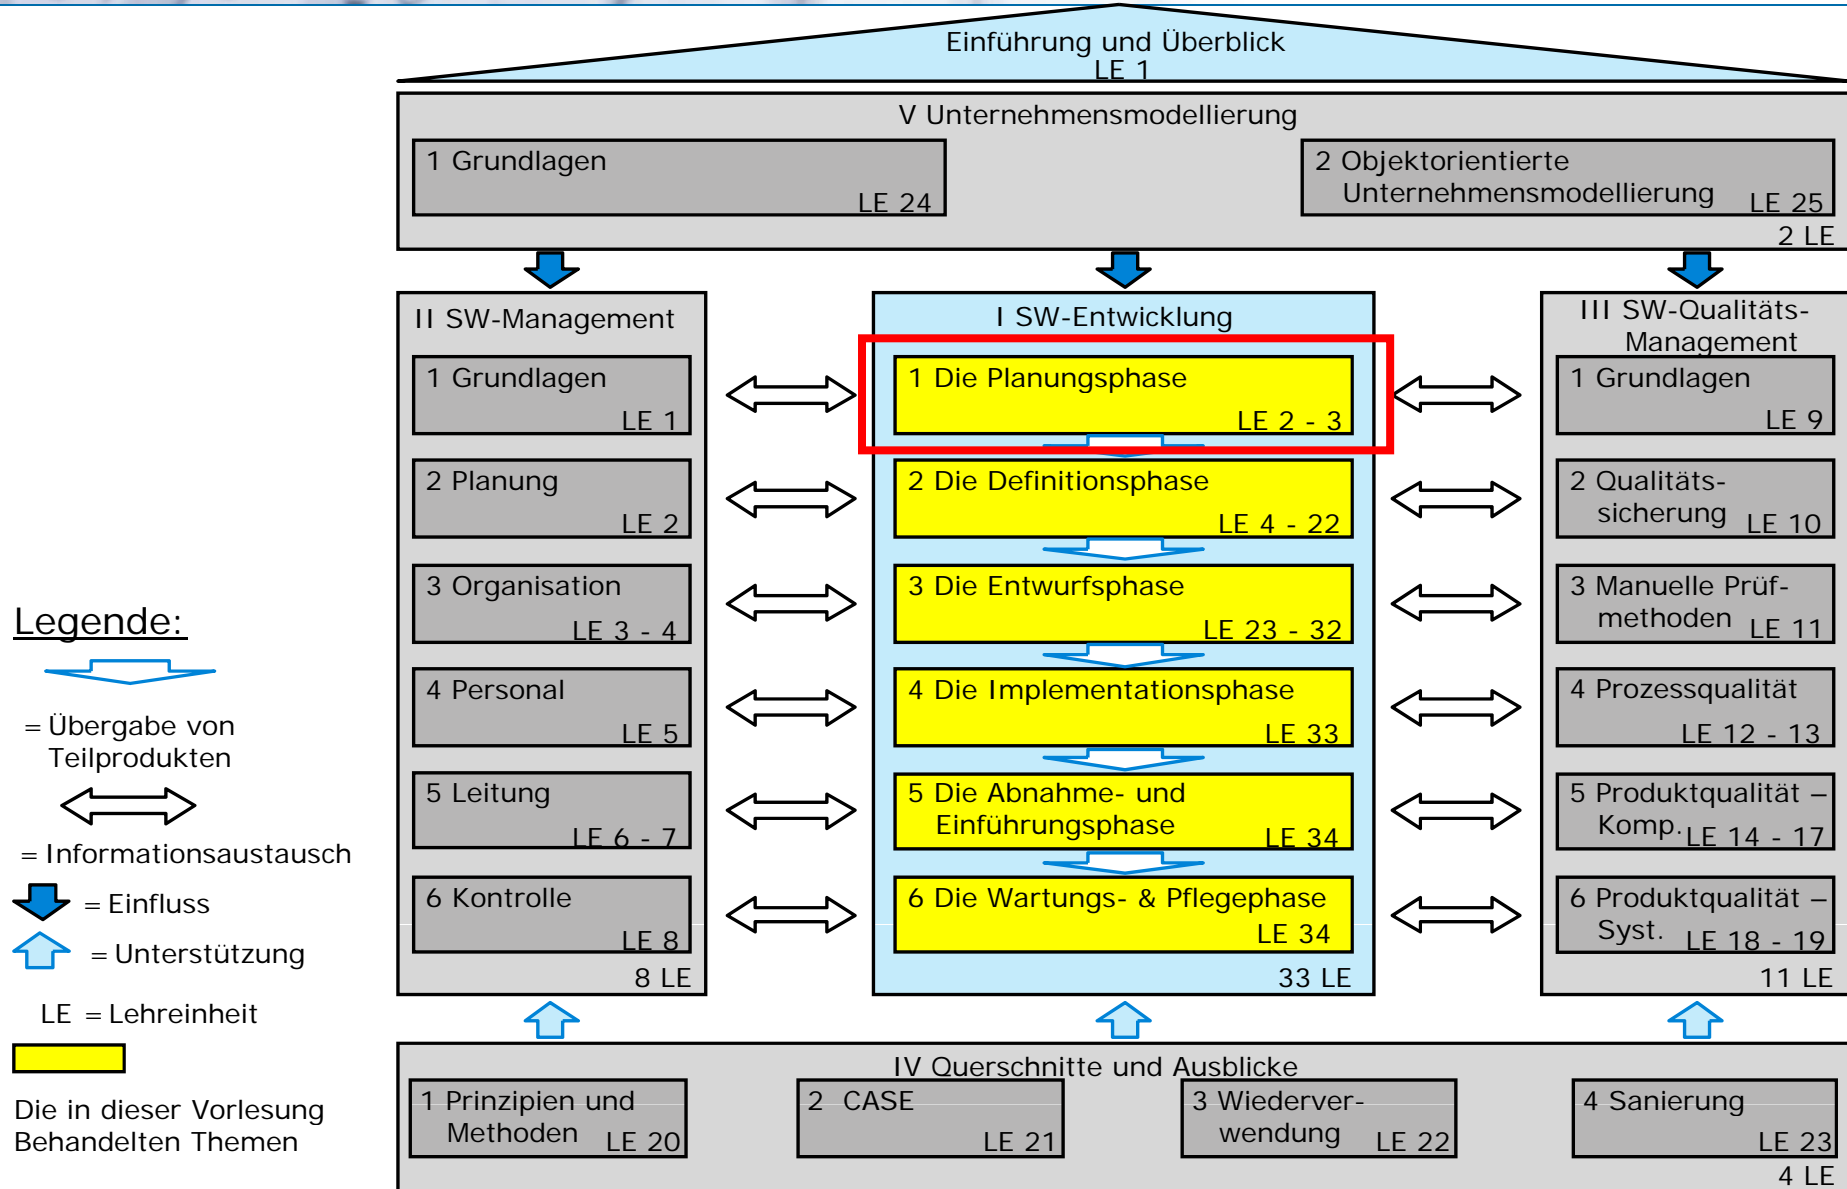 Einführung und Überblick
LE 1
V Unternehmensmodellierung
1 Grundlagen
LE 24
2 Objektorientierte
Unternehmensmodellierung
LE 25
2 LE
II SW-Management
1 Grundlagen
LE 1
2 Planung
LE 2
3 Organisation
LE 3 - 4
4 Personal
LE 5
5 Leitung
LE 6 - 7
6 Kontrolle
LE 8
8 LE
I SW-Entwicklung
1 Die Planungsphase
LE 2 - 3
2 Die Definitionsphase
LE 4 - 22
3 Die Entwurfsphase
LE 23 - 32
4 Die Implementationsphase
LE 33
5 Die Abnahme- und
Einführungsphase
LE 34
6 Die Wartungs- & Pflegephase
LE 34
33 LE
III SW-Qualitäts-
Management
1 Grundlagen
LE 9
2 Qualitäts-
sicherung
LE 10
3 Manuelle Prüf-
methoden
LE 11
4 Prozessqualität
LE 12 - 13
5 Produktqualität –
Komp.
LE 14 - 17
6 Produktqualität –
Syst.
LE 18 - 19
11 LE
IV Querschnitte und Ausblicke
1 Prinzipien und
Methoden
LE 20
2 CASE
LE 21
3 Wiederver-
wendung
LE 22
4 Sanierung
LE 23
4 LE
Legende:
= Übergabe von
Teilprodukten
= Informationsaustausch
= Einfluss
= Unterstützung
LE = Lehreinheit
Die in dieser Vorlesung
Behandelten Themen